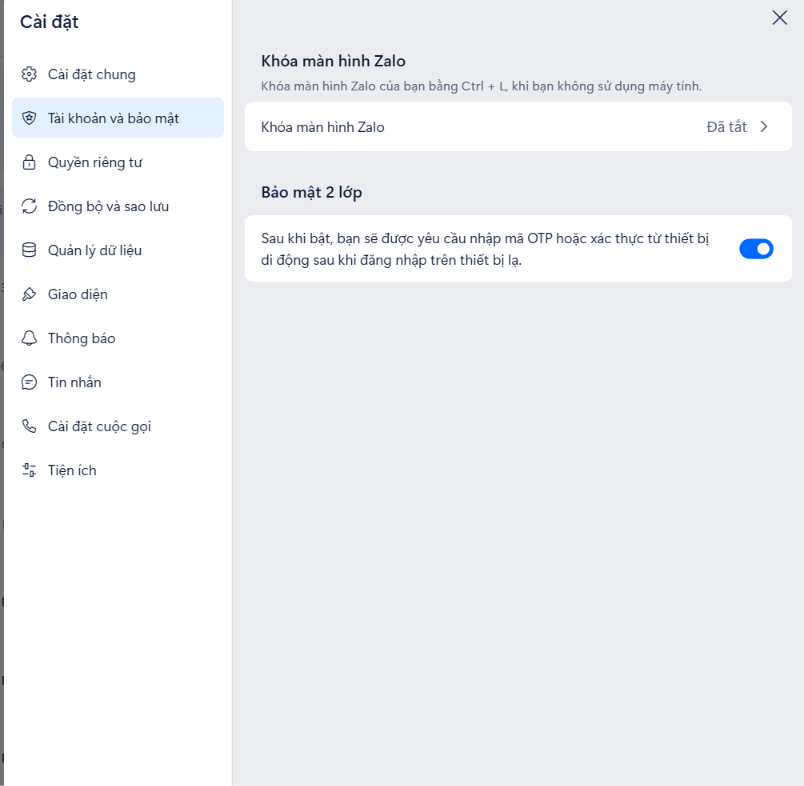 Cài đặt
Cài đặt chung
Tài khoản và bảo mật
Quyền riêng tư
Đồng bộ và sao lưu
Quản lý dữ liệu
Giao diện
Thông báo
Tin nhắn
Cài đặt cuộc gọi
Tiện ích
Khóa màn hình Zalo
Khóa màn hình Zalo của bạn bằng Ctrl + L, khi bạn không sử dụng máy tính.
Khóa màn hình Zalo
Đã tắt
Bảo mật 2 lớp
Sau khi bật, bạn sẽ được yêu cầu nhập mã OTP hoặc xác thực từ thiết bị
di động sau khi đăng nhập trên thiết bị lạ.